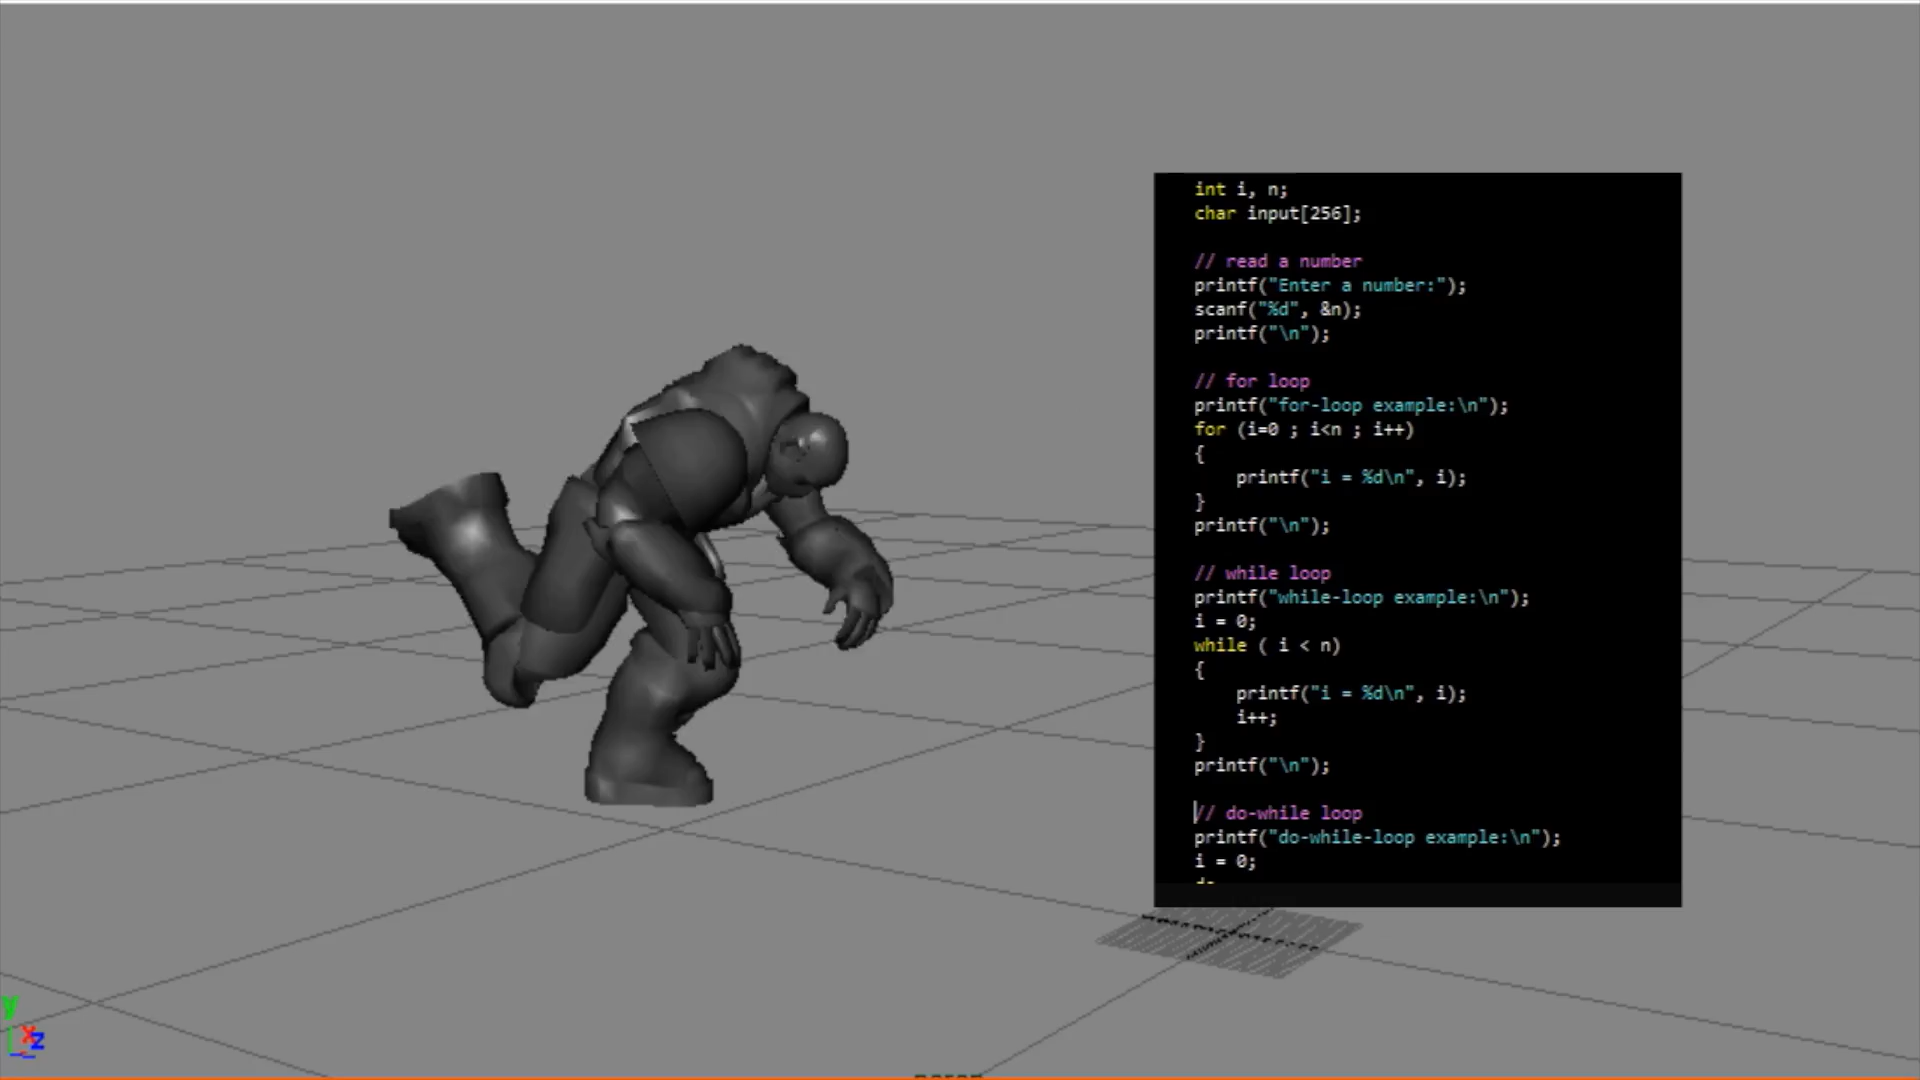 int i, n;
char input[256];
// read a number
printf("Enter a number:");
scanf("%d", &n);
printf("\n");
// for loop
printf("for-loop example:\n");
for (i=0 ; i<n ; i++)
{
printf("i = %d\n", i);
}
printf("\n");
// while loop
printf("while-loop example:\n");
i = 0;
while ( i < n)
{
printf("i = %d\n", i);
i++;
}
printf("\n");
// do-while loop
printf("do-while-loop example:\n");
i = 0;
y
x
z